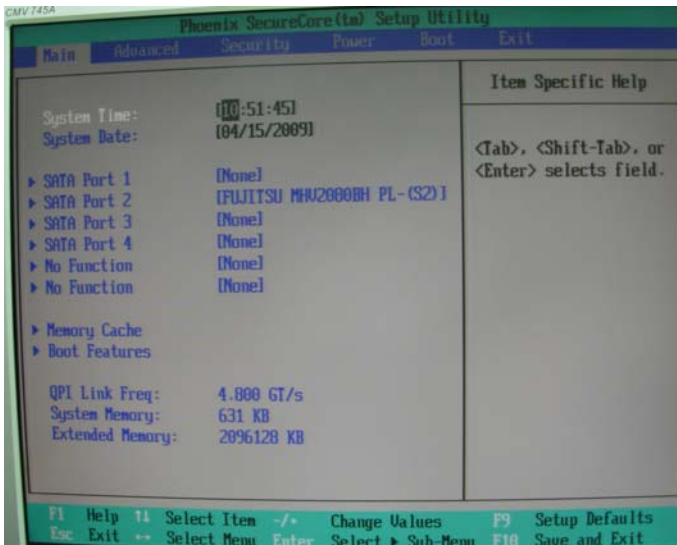 CMV 745A
Phoenix SecureCore(tm) Setup Utility
Main Advanced Security Power Boot Exit
Item Specific Help
System Time: [10:51:45]
System Date: [04/15/2009]
<Tab>, <Shift-Tab>, or
<Enter> selects field.
SATA Port 1 [None]
SATA Port 2 [FUJITSU MHV2080BH PL-(S2)]
SATA Port 3 [None]
SATA Port 4 [None]
No Function [None]
No Function [None]
Memory Cache
Boot Features
QPI Link Freq: 4.800 GT/s
System Memory: 631 KB
Extended Memory: 2096128 KB
F1 Help ↑↓ Select Item -/+ Change Values F9 Setup Defaults
Esc Exit ↔ Select Menu Enter Select ▶ Sub-Menu F10 Save and Exit